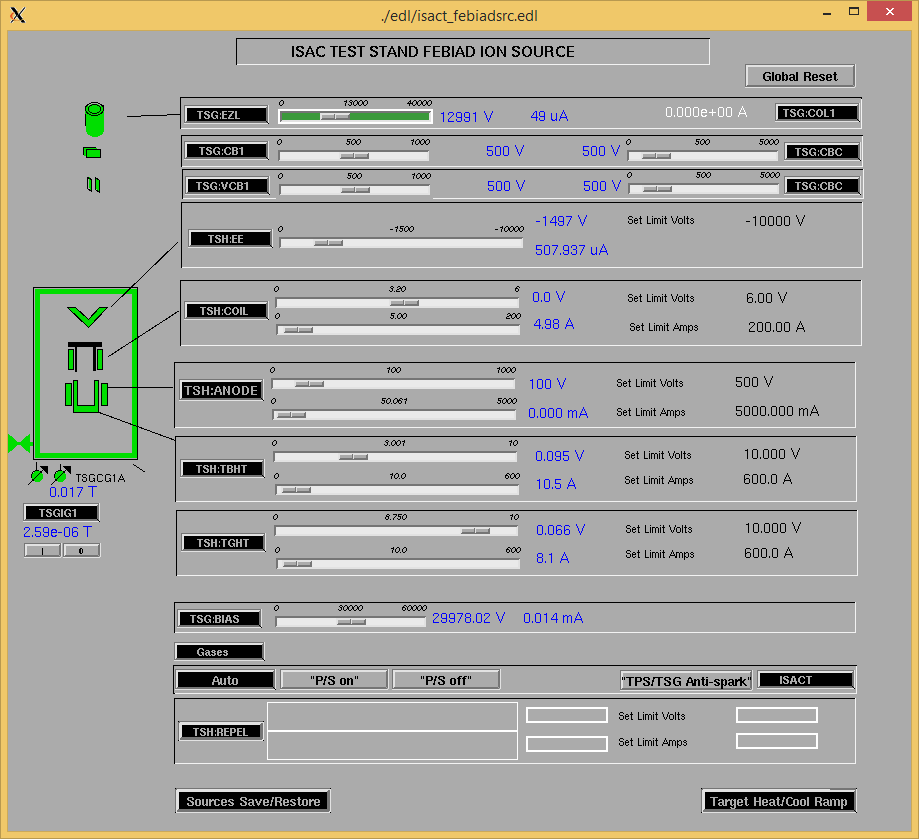 ./edl/isact_febiadsrc.edl
ISAC TEST STAND FEBIAD ION SOURCE
Global Reset
TSG:EZL 0 13000 40000 12991 V 49 uA 0.000e+00 A TSG:COL1
TSG:CB1 0 500 1000 500 V 500 V 0 500 5000 TSG:CBC
TSG:VCB1 0 500 1000 500 V 500 V 0 500 5000 TSG:CBC
TSH:EE 0 -1500 -10000 -1497 V Set Limit Volts -10000 V
507.937 uA
TSH:COIL 0 3.20 6 0.0 V Set Limit Volts 6.00 V
0 5.00 200 4.98 A Set Limit Amps 200.00 A
TSH:ANODE 0 100 1000 100 V Set Limit Volts 500 V
0 50.061 5000 0.000 mA Set Limit Amps 5000.000 mA
TSH:TBHT 0 3.001 10 0.095 V Set Limit Volts 10.000 V
0 10.0 600 10.5 A Set Limit Amps 600.0 A
TSGCG1A
0.017 T
TSGIG1
2.59e-06 T
I 0
TSH:TGHT 0 6.750 10 0.066 V Set Limit Volts 10.000 V
0 10.0 600 8.1 A Set Limit Amps 600.0 A
TSG:BIAS 0 30000 60000 29978.02 V 0.014 mA
Gases
Auto "P/S on" "P/S off" "TPS/TSG Anti-spark" ISACT
TSH:REPEL Set Limit Volts
Set Limit Amps
Sources Save/Restore Target Heat/Cool Ramp